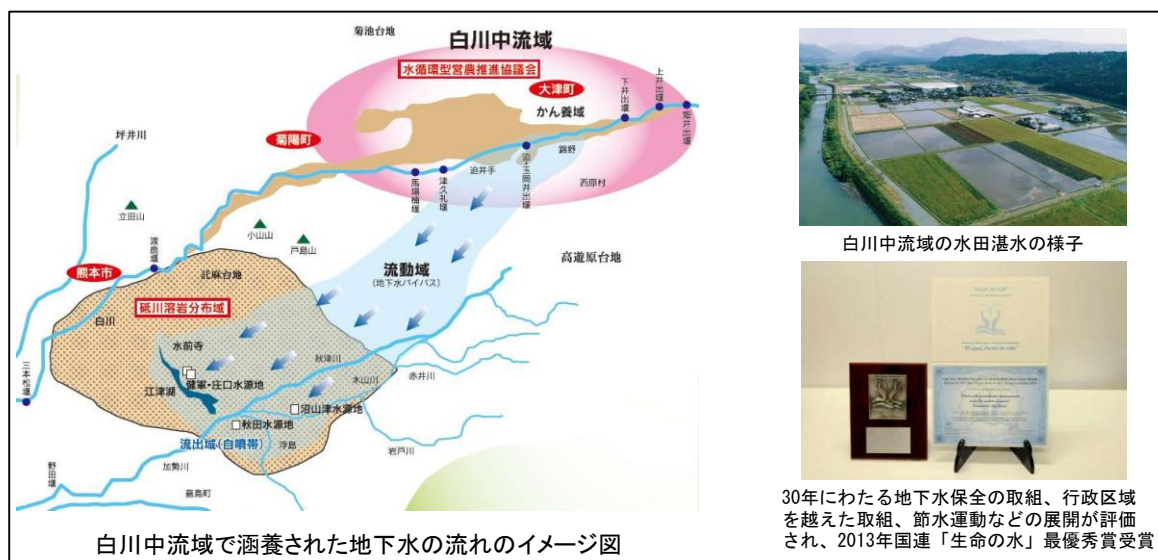 菊池台地
白川中流域
水循環型営農推進協議会
大津町
かん養域
下井出堰
上井出堰
畑井出堰
菊陽町
坪井川
錦野
迫井手
迫・玉岡井出堰
津久礼堰
馬場楠堰
西原村
立田山
小山山
戸島山
渡鹿堰
託麻台地
熊本市
流動域
(地下水バイパス)
高遊原台地
砥川溶岩分布域
白川
水前寺
秋津川
健軍・庄口水源地
江津湖
木山川
赤井川
三本松堰
沼山津水源地
秋田水源地
流出域(自噴帯)
浮島
岩戸川
加勢川
野田堰
嘉島町
白川中流域で涵養された地下水の流れのイメージ図
白川中流域の水田湛水の様子
30年にわたる地下水保全の取組、行政区域
を越えた取組、節水運動などの展開が評価
され、2013年国連「生命の水」最優秀賞受賞